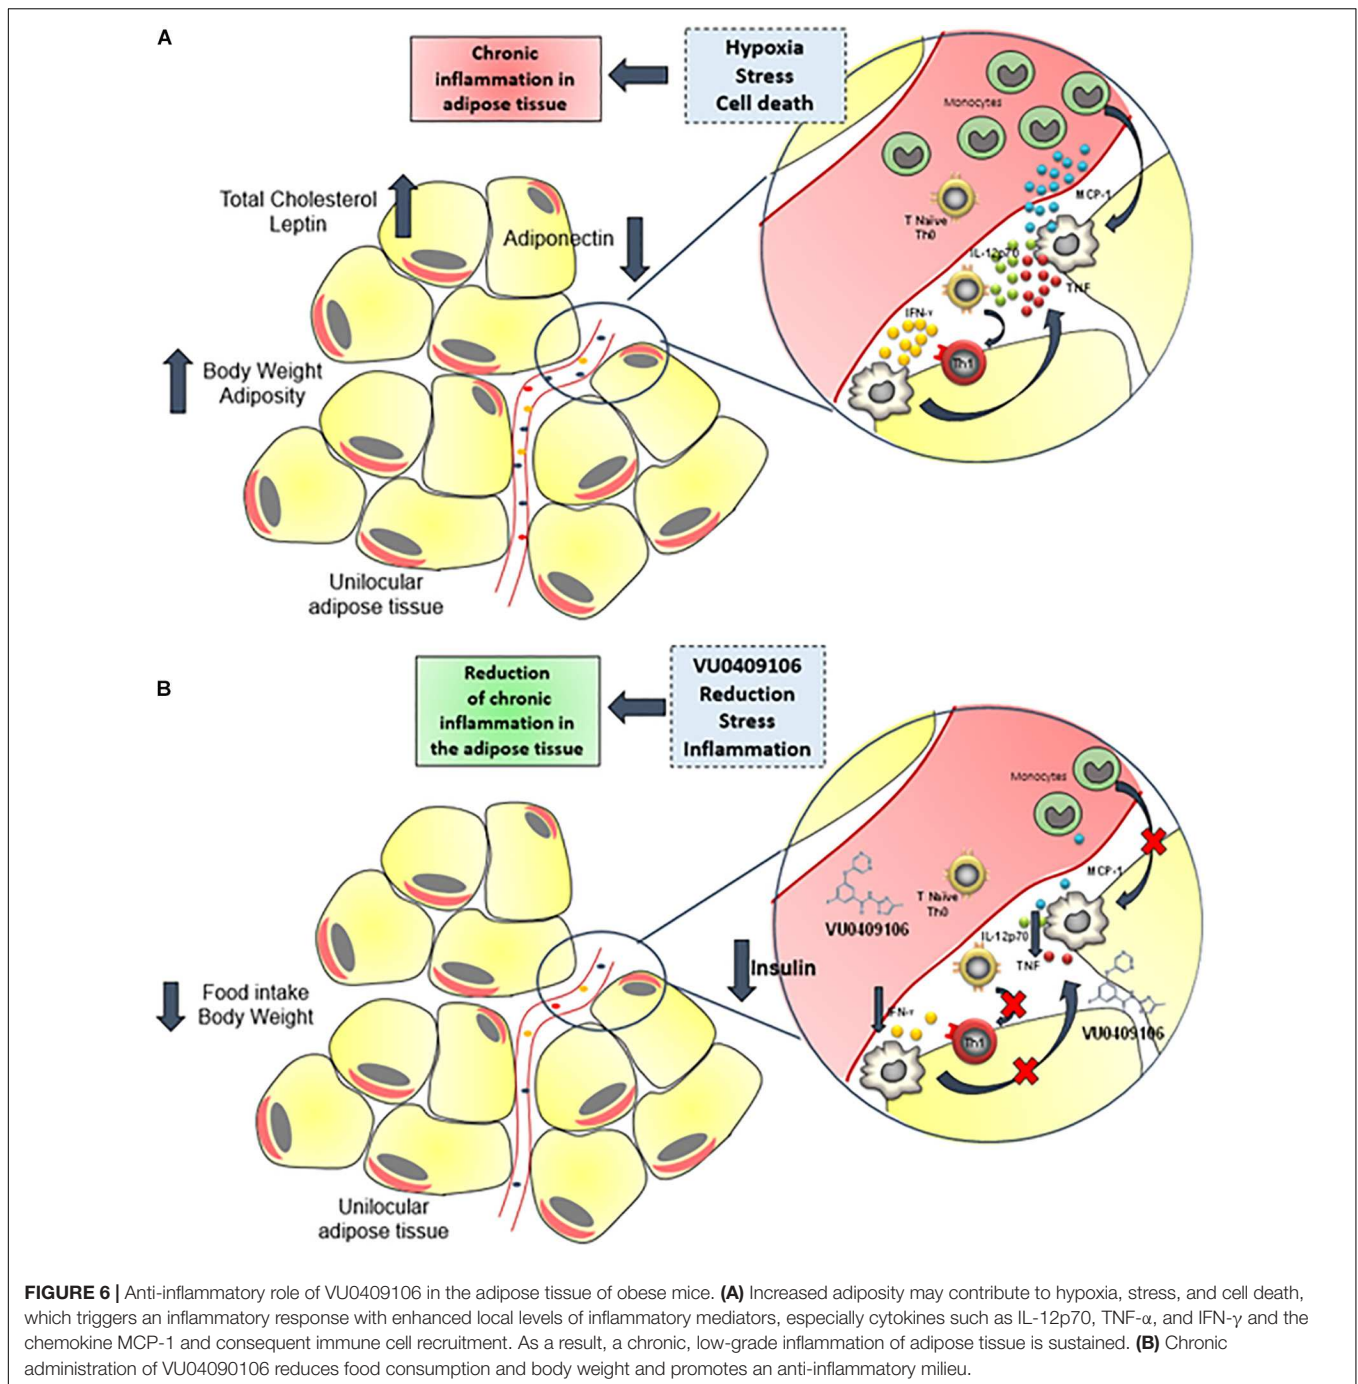 A
Chronic
inflammation in
adipose tissue
Hypoxia
Stress
Cell death
Monocytes
MCP-1
T Naïve
Th0
IL-12p70
TNF
IFN-γ
Th1
Total Cholesterol
Leptin
Adiponectin
Body Weight
Adiposity
Unilocular
adipose tissue
B
Reduction
of chronic
inflammation in
the adipose tissue
VU0409106
Reduction
Stress
Inflammation
Monocytes
MCP-1
T Naïve
Th0
VU0409106
IL-12p70
TNF
IFN-γ
Th1
VU0409106
Insulin
Food intake
Body Weight
Unilocular
adipose tissue
FIGURE 6 | Anti-inflammatory role of VU0409106 in the adipose tissue of obese mice. (A) Increased adiposity may contribute to hypoxia, stress, and cell death,
which triggers an inflammatory response with enhanced local levels of inflammatory mediators, especially cytokines such as IL-12p70, TNF-α, and IFN-γ and the
chemokine MCP-1 and consequent immune cell recruitment. As a result, a chronic, low-grade inflammation of adipose tissue is sustained. (B) Chronic
administration of VU04090106 reduces food consumption and body weight and promotes an anti-inflammatory milieu.